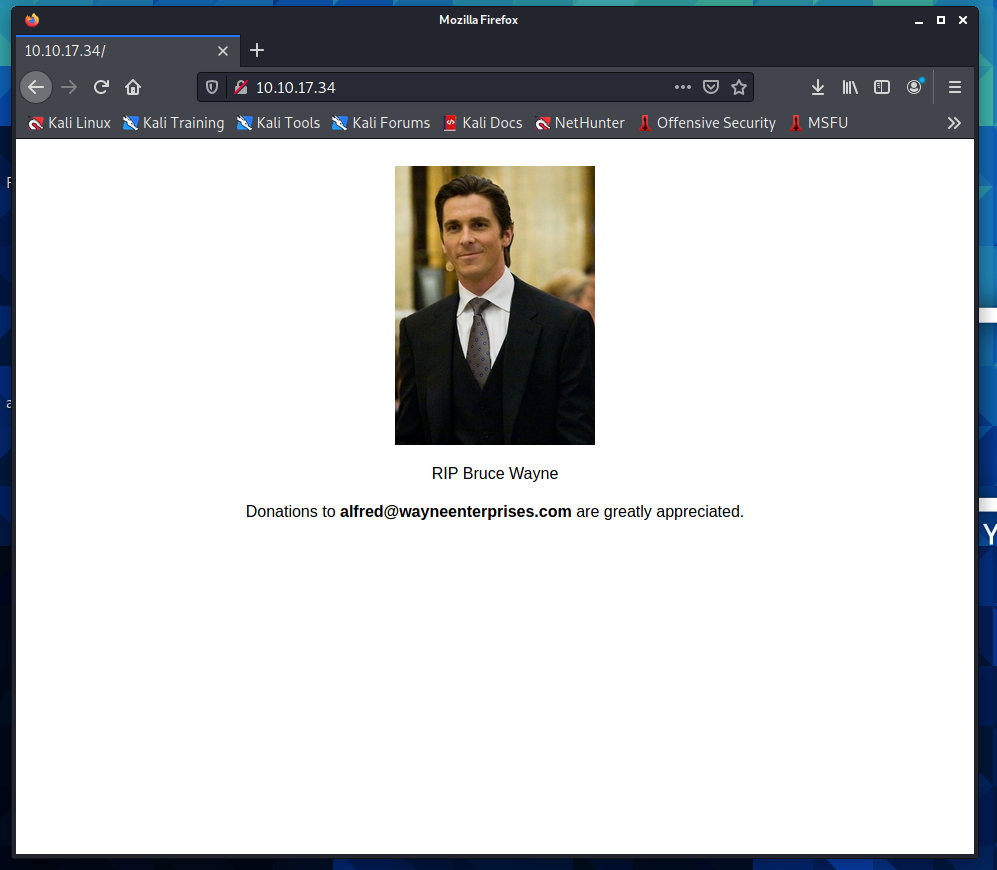 Mozilla Firefox
10.10.17.34/
10.10.17.34
Kali Linux Kali Training Kali Tools Kali Forums Kali Docs NetHunter Offensive Security MSFU
RIP Bruce Wayne
Donations to alfred@wayneenterprises.com are greatly appreciated.